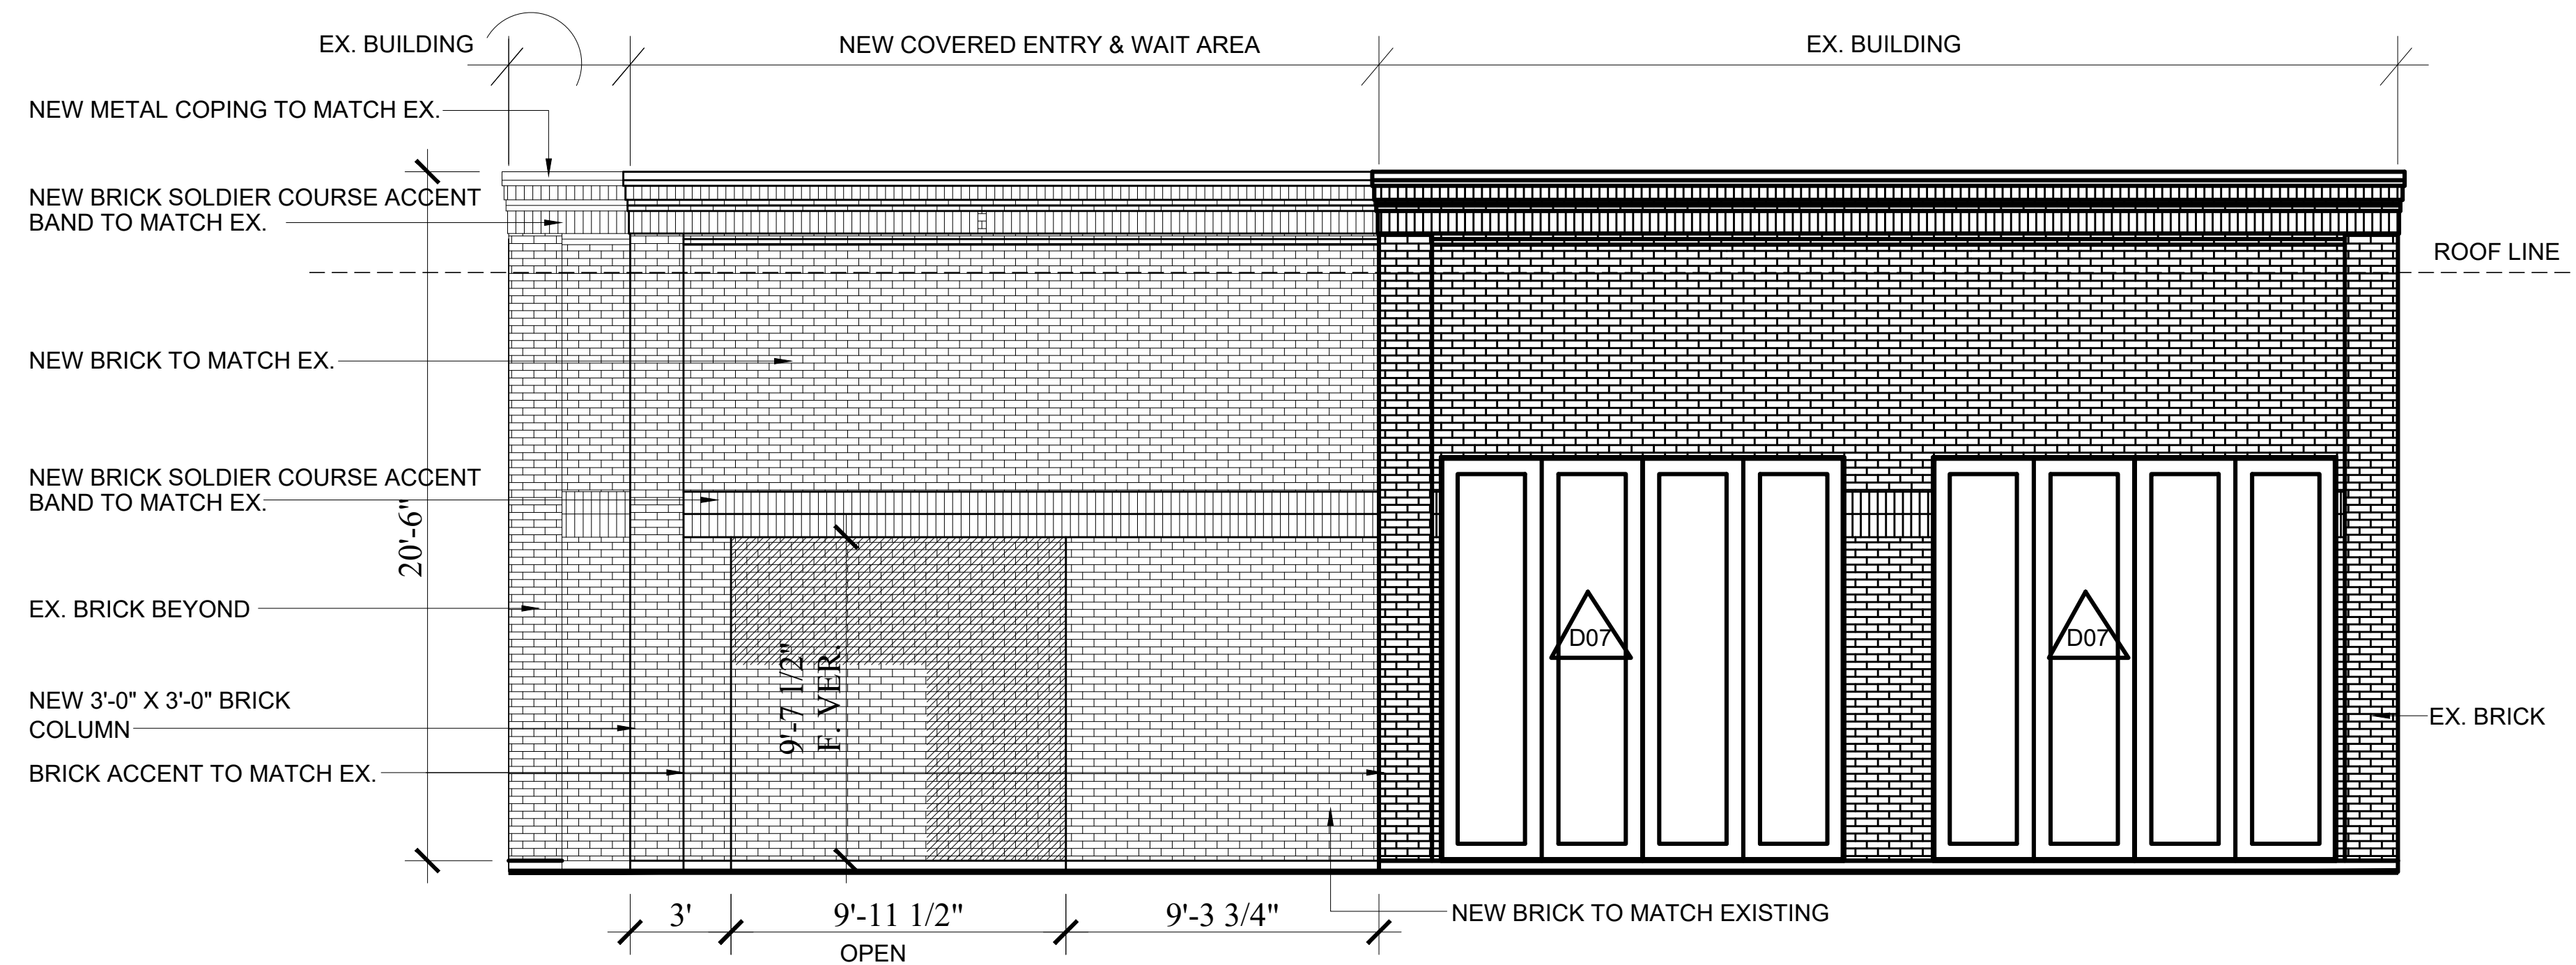 EX. BUILDING
NEW COVERED ENTRY & WAIT AREA
EX. BUILDING
NEW METAL COPING TO MATCH EX.
NEW BRICK SOLDIER COURSE ACCENT
BAND TO MATCH EX.
ROOF LINE
NEW BRICK TO MATCH EX.
NEW BRICK SOLDIER COURSE ACCENT
BAND TO MATCH EX.
20'-6"
EX. BRICK BEYOND
D07
D07
9'-7 1/2"
F. VER.
NEW 3'-0" X 3'-0" BRICK
COLUMN
EX. BRICK
BRICK ACCENT TO MATCH EX.
3'
9'-11 1/2"
9'-3 3/4"
NEW BRICK TO MATCH EXISTING
OPEN